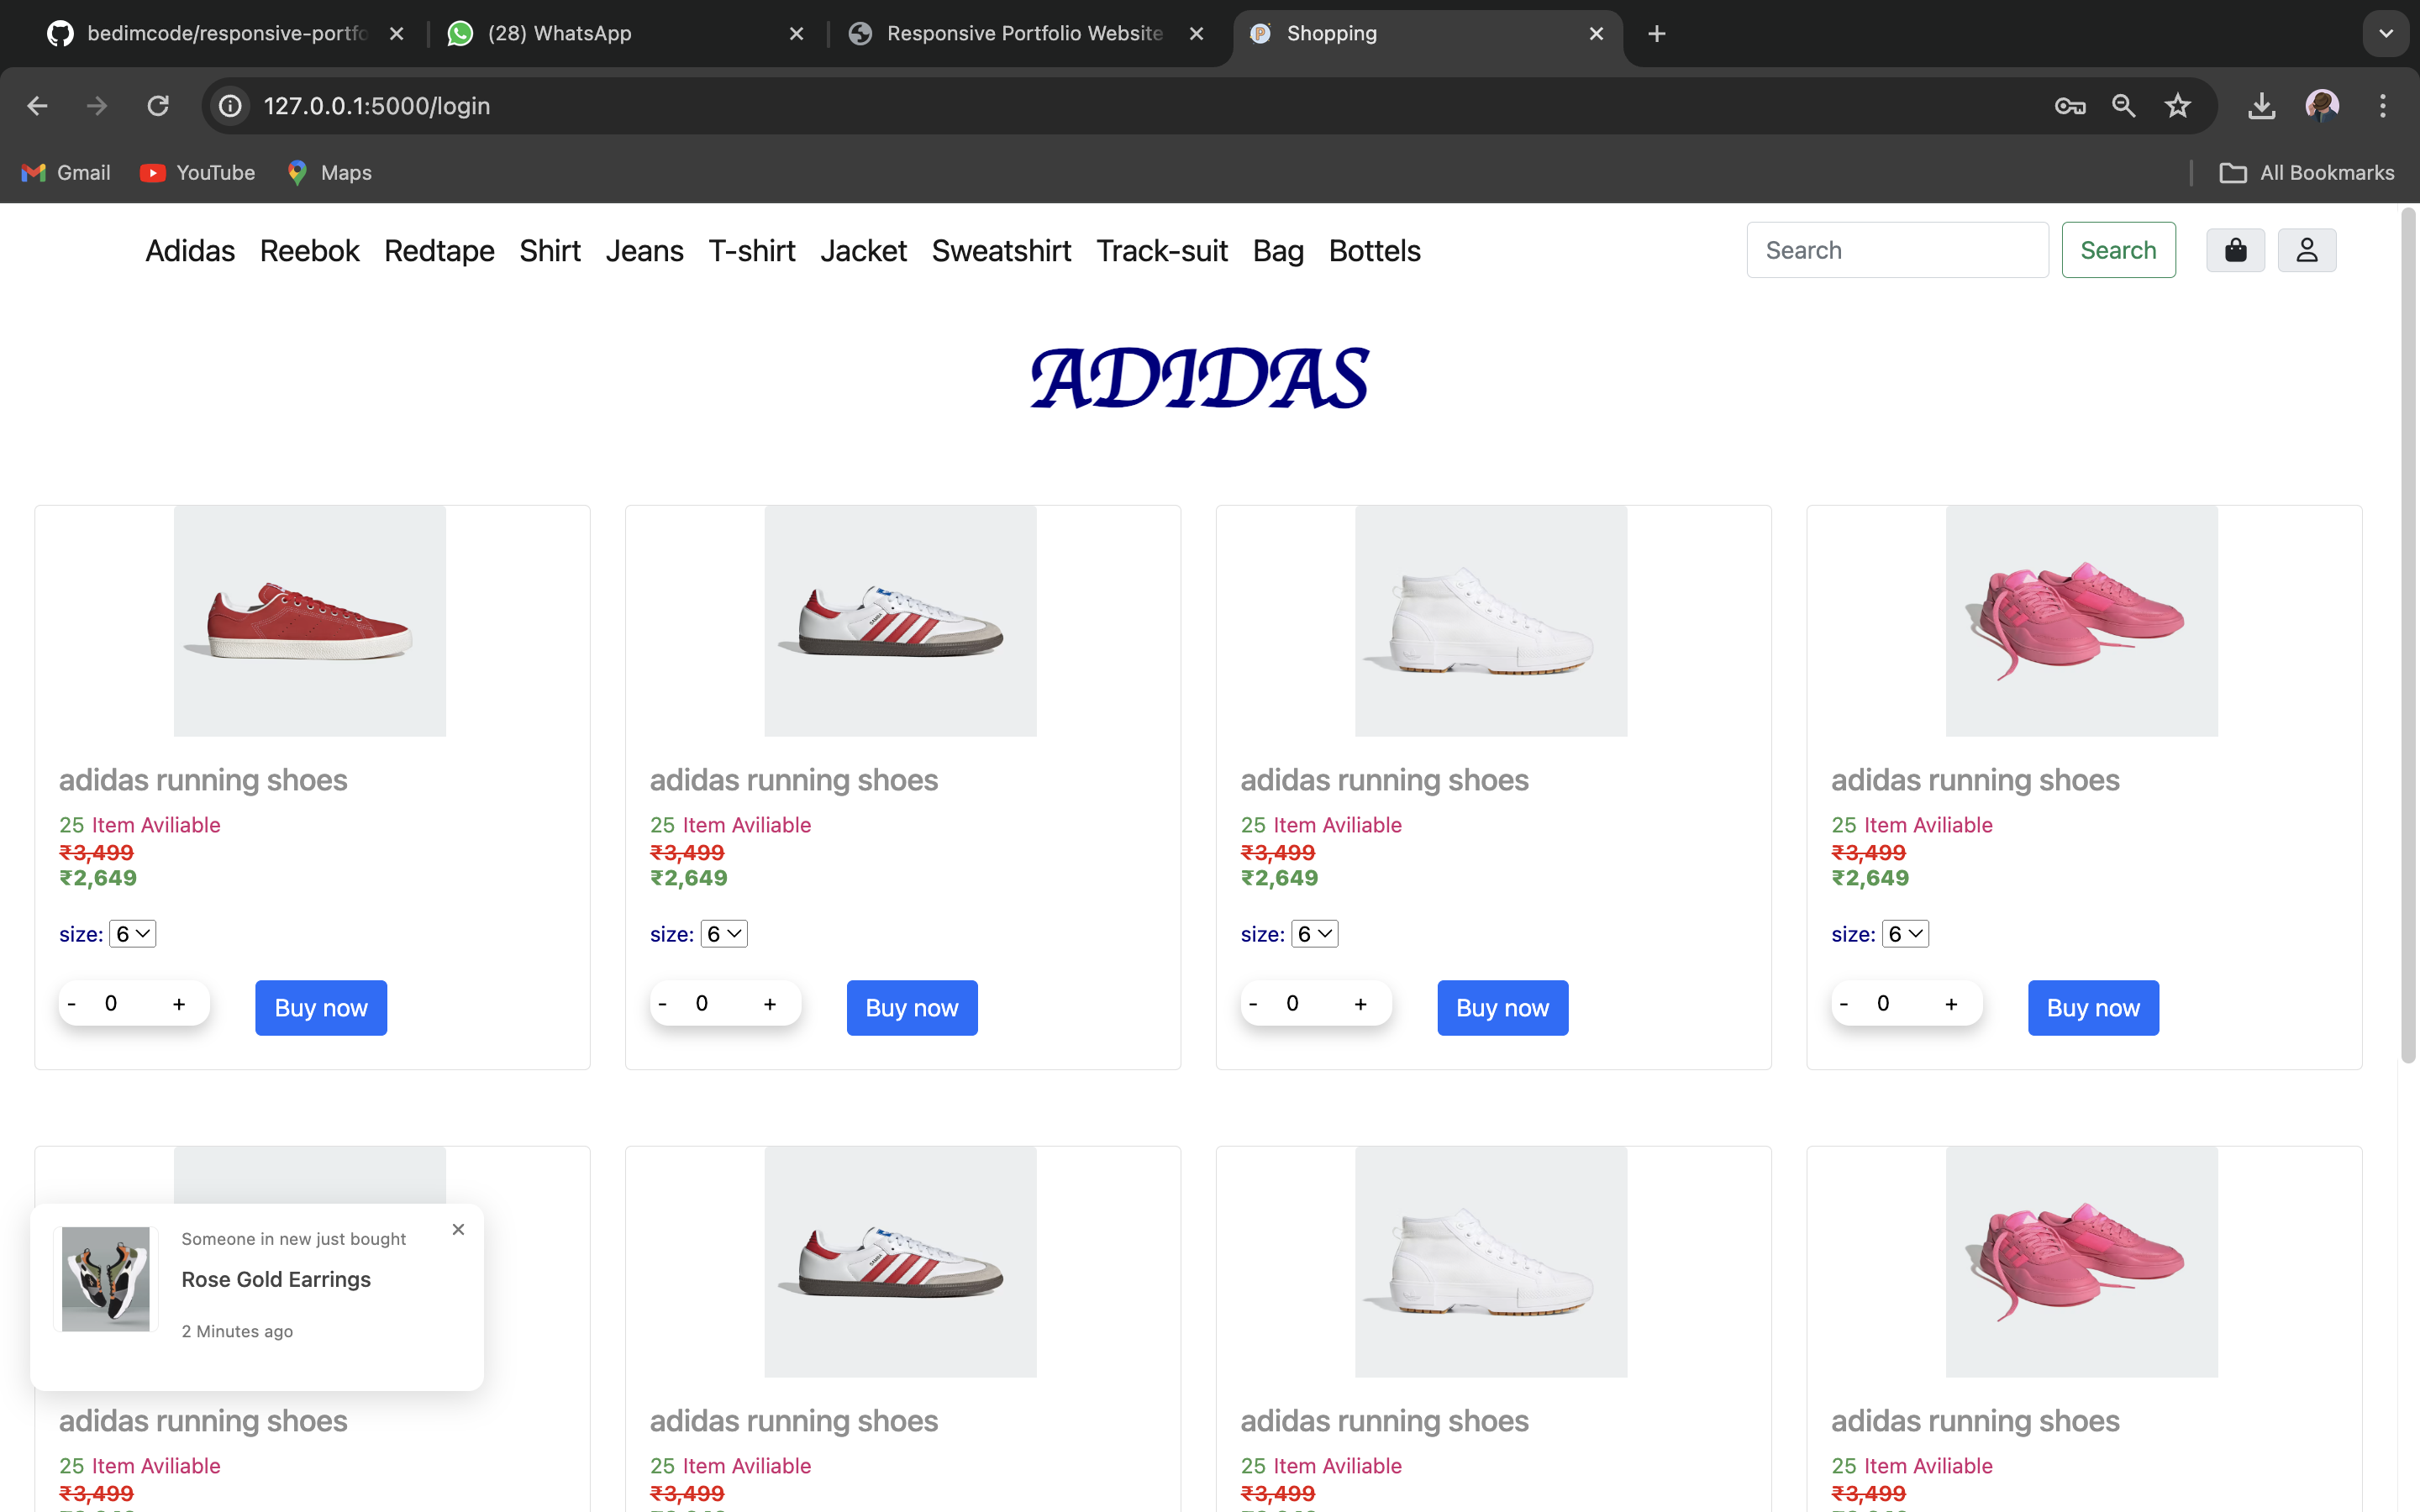 bedimcode/responsive-portfo
(28) WhatsApp
Responsive Portfolio Website
Shopping
127.0.0.1:5000/login
Gmail YouTube Maps
All Bookmarks
Adidas Reebok Redtape Shirt Jeans T-shirt Jacket Sweatshirt Track-suit Bag Bottels
Search
Search
ADIDAS
adidas running shoes
25 Item Aviliable
₹3,499
₹2,649
size: 6
- 0 +
Buy now
adidas running shoes
25 Item Aviliable
₹3,499
₹2,649
size: 6
- 0 +
Buy now
adidas running shoes
25 Item Aviliable
₹3,499
₹2,649
size: 6
- 0 +
Buy now
adidas running shoes
25 Item Aviliable
₹3,499
₹2,649
size: 6
- 0 +
Buy now
Someone in new just bought
Rose Gold Earrings
2 Minutes ago
adidas running shoes
25 Item Aviliable
₹3,499
adidas running shoes
25 Item Aviliable
₹3,499
adidas running shoes
25 Item Aviliable
₹3,499
adidas running shoes
25 Item Aviliable
₹3,499